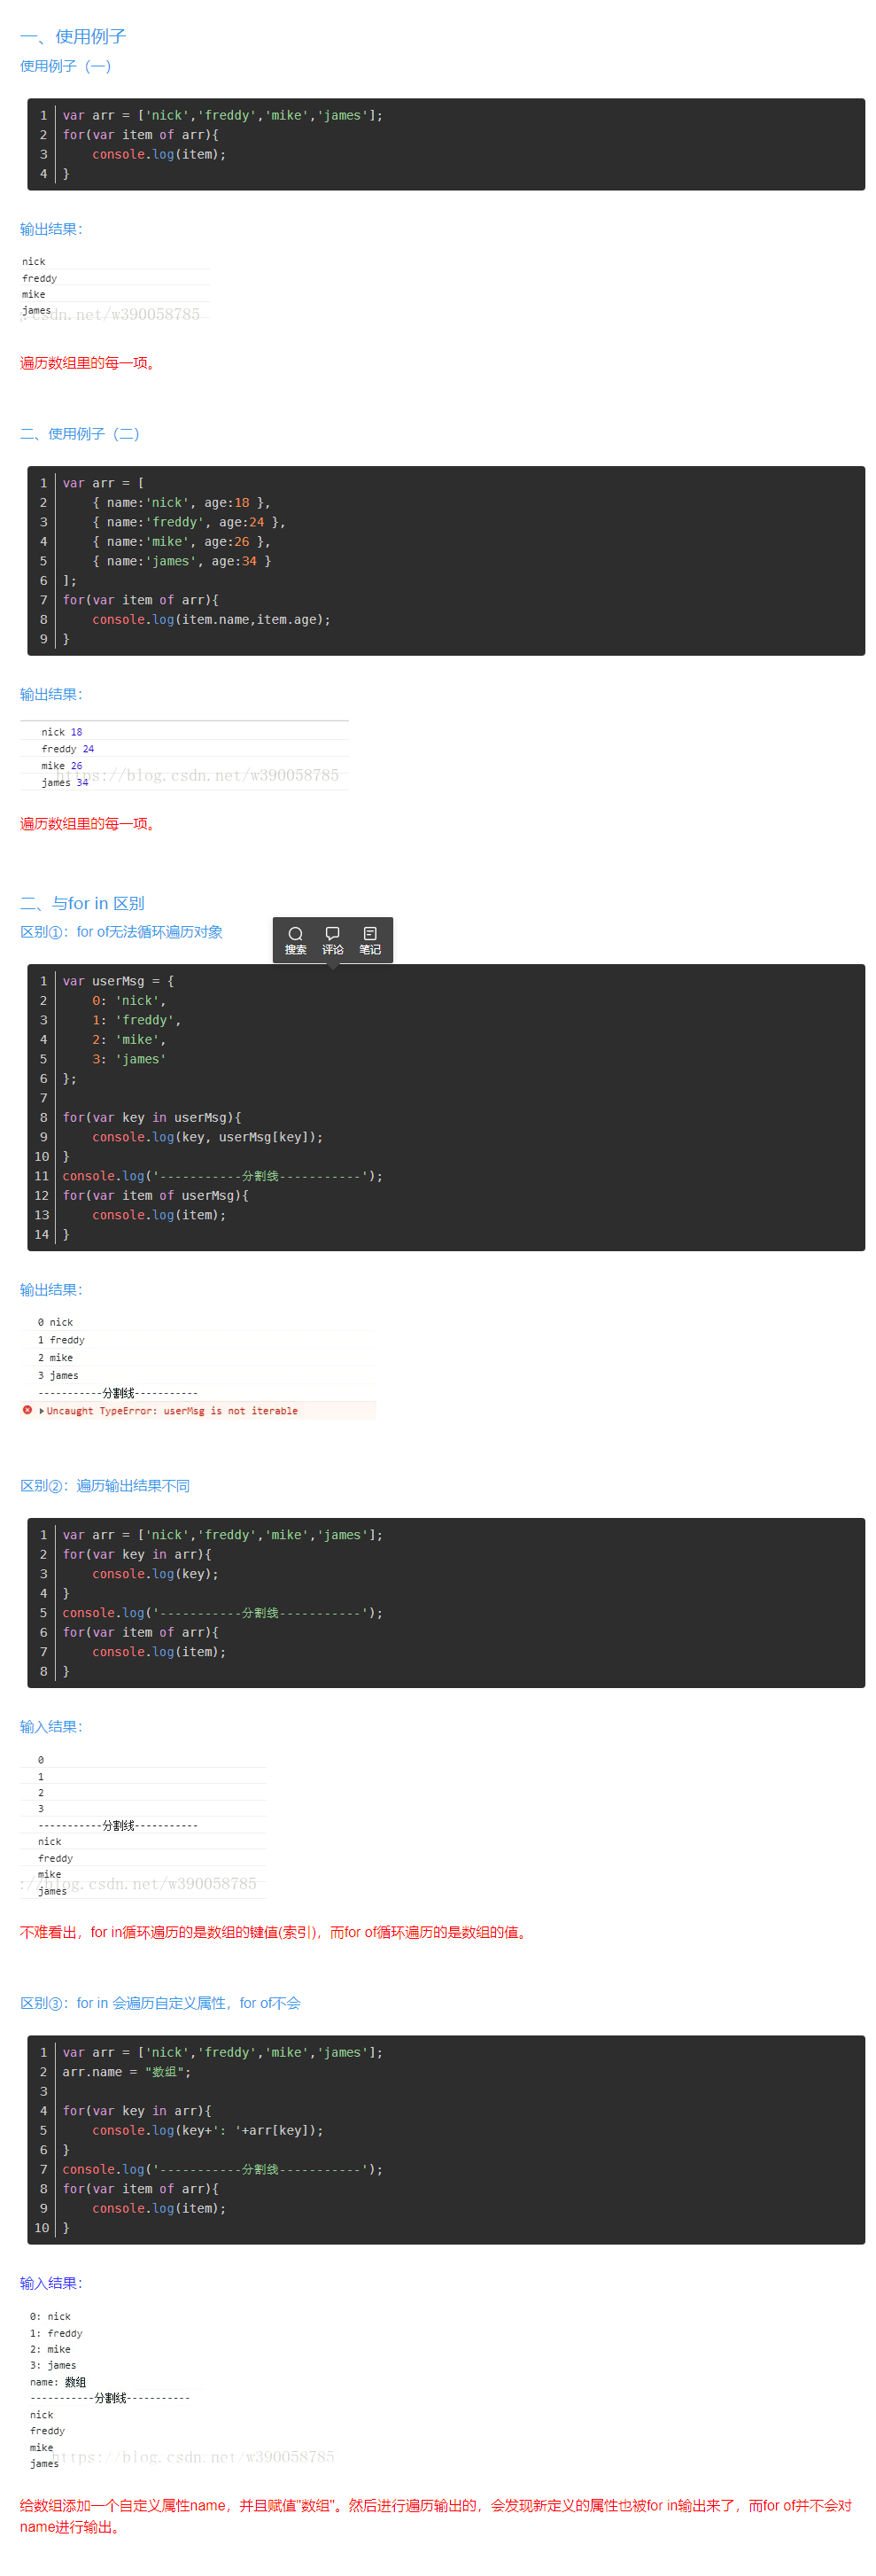 一、使用例子
使用例子（一）
1 var arr = ['nick','freddy','mike','james'];
2 for(var item of arr){
3     console.log(item);
4 }
输出结果：
nick
freddy
mike
james
.csdn.net/w390058785
遍历数组里的每一项。
二、使用例子（二）
1 var arr = [
2     { name:'nick', age:18 },
3     { name:'freddy', age:24 },
4     { name:'mike', age:26 },
5     { name:'james', age:34 }
6 ];
7 for(var item of arr){
8     console.log(item.name,item.age);
9 }
输出结果：
nick 18
freddy 24
mike 26
james 34
https://blog.csdn.net/w390058785
遍历数组里的每一项。
二、与for in 区别
区别①：for of无法循环遍历对象
搜索 评论 笔记
1 var userMsg = {
2     0: 'nick',
3     1: 'freddy',
4     2: 'mike',
5     3: 'james'
6 };
7
8 for(var key in userMsg){
9     console.log(key, userMsg[key]);
10 }
11 console.log('-----------分割线-----------');
12 for(var item of userMsg){
13     console.log(item);
14 }
输出结果：
0 nick
1 freddy
2 mike
3 james
-----------分割线-----------
Uncaught TypeError: userMsg is not iterable
区别②：遍历输出结果不同
1 var arr = ['nick','freddy','mike','james'];
2 for(var key in arr){
3     console.log(key);
4 }
5 console.log('-----------分割线-----------');
6 for(var item of arr){
7     console.log(item);
8 }
输入结果：
0
1
2
3
-----------分割线-----------
nick
freddy
mike
james
://blog.csdn.net/w390058785
不难看出，for in循环遍历的是数组的键值(索引)，而for of循环遍历的是数组的值。
区别③：for in 会遍历自定义属性，for of不会
1 var arr = ['nick','freddy','mike','james'];
2 arr.name = "数组";
3
4 for(var key in arr){
5     console.log(key+': '+arr[key]);
6 }
7 console.log('-----------分割线-----------');
8 for(var item of arr){
9     console.log(item);
10 }
输入结果：
0: nick
1: freddy
2: mike
3: james
name: 数组
-----------分割线-----------
nick
freddy
mike
james
https://blog.csdn.net/w390058785
给数组添加一个自定义属性name，并且赋值"数组"。然后进行遍历输出的，会发现新定义的属性也被for in输出来了，而for of并不会对
name进行输出。